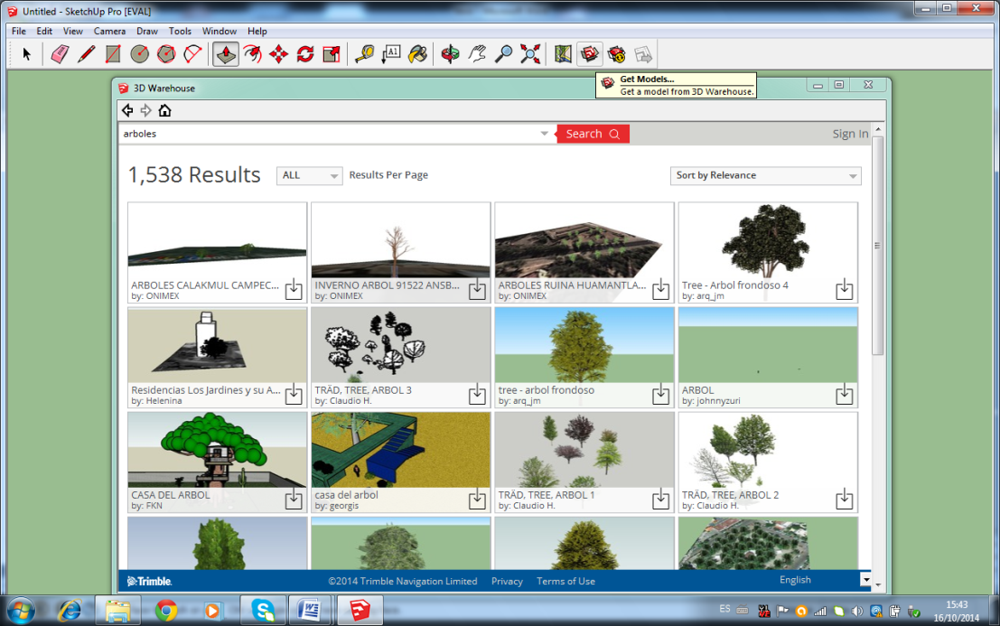 Untitled - SketchUp Pro [EVAL]
File Edit View Camera Draw Tools Window Help
A1
Get Models...
Get a model from 3D Warehouse.
3D Warehouse
arboles
Search
Sign In
1,538 Results
ALL
Results Per Page
Sort by Relevance
ARBOLES CALAKMUL CAMPEC...
by: ONIMEX
INVERNO ARBOL 91522 ANSB...
by: ONIMEX
ARBOLES RUINA HUAMANTLA...
by: ONIMEX
Tree - Arbol frondoso 4
by: arq_jm
Residencias Los Jardines y su A...
by: Helenina
TRÄD, TREE, ARBOL 3
by: Claudio H.
tree - arbol frondoso
by: arq_jm
ARBOL
by: johnnyzuri
CASA DEL ARBOL
by: FKN
casa del arbol
by: georgis
TRÄD, TREE, ARBOL 1
by: Claudio H.
TRÄD, TREE, ARBOL 2
by: Claudio H.
Trimble.
©2014 Trimble Navigation Limited
Privacy
Terms of Use
English
ES
15:43
16/10/2014